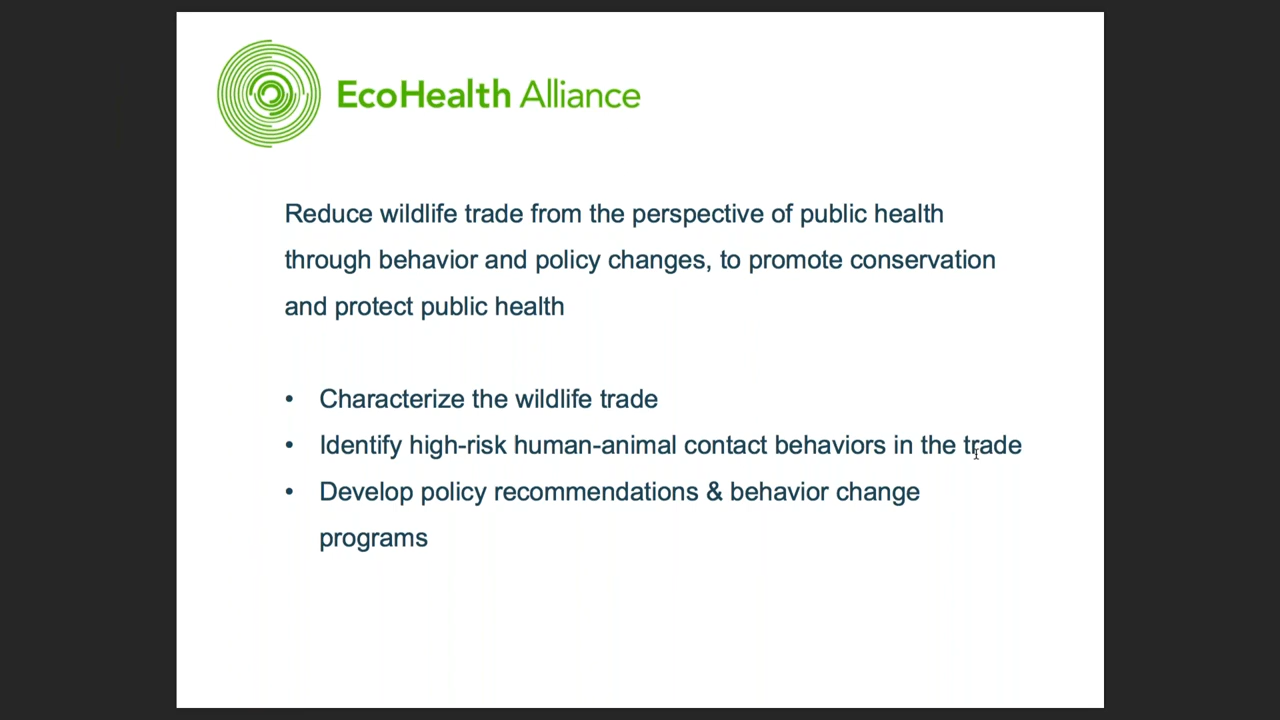 EcoHealth Alliance
Reduce wildlife trade from the perspective of public health
through behavior and policy changes, to promote conservation
and protect public health
• Characterize the wildlife trade
• Identify high-risk human-animal contact behaviors in the trade
• Develop policy recommendations & behavior change
programs